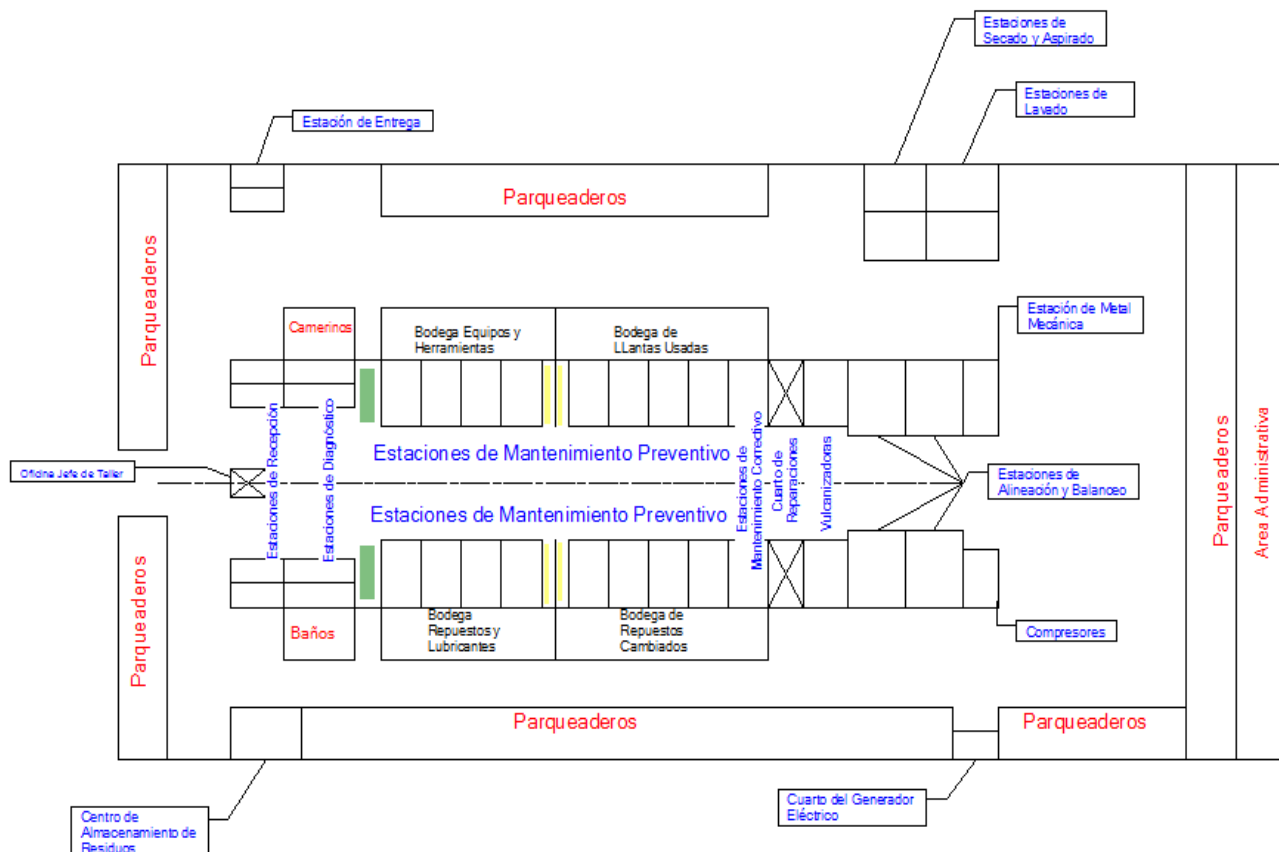 Estaciones de
Secado y Aspirado
Estaciones de
Lavado
Estación de Entrega
Parqueaderos
Parqueaderos
Camerinos
Bodega Equipos y
Herramientas
Bodega de
LLantas Usadas
Estación de Metal
Mecánica
Estaciones de Recepción
Estaciones de Diagnóstico
Estaciones de Mantenimiento Preventivo
Estaciones de
Mantenimiento Correctivo
Cuarto de
Reparaciones
Vulcanizadoras
Oficina Jefe de Taller
Estaciones de
Alineación y Balanceo
Parqueaderos
Area Administrativa
Estaciones de Mantenimiento Preventivo
Parqueaderos
Baños
Bodega
Repuestos y
Lubricantes
Bodega de
Repuestos
Cambiados
Compresores
Parqueaderos
Parqueaderos
Centro de
Almacenamiento de
Residuos
Cuarto del Generador
Eléctrico